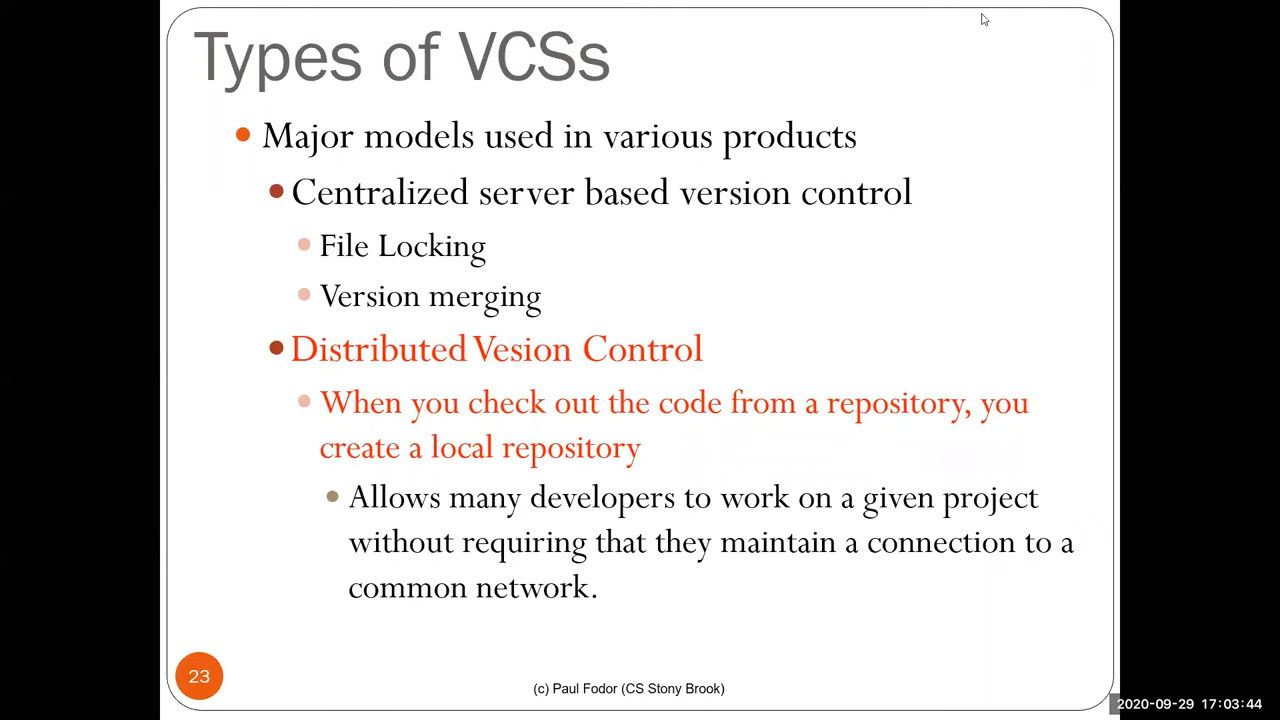 Types of VCSs
Major models used in various products
Centralized server based version control
File Locking
Version merging
Distributed Vesion Control
When you check out the code from a repository, you
create a local repository
Allows many developers to work on a given project
without requiring that they maintain a connection to a
common network.
23
(c) Paul Fodor (CS Stony Brook)
2020-09-29 17:03:44